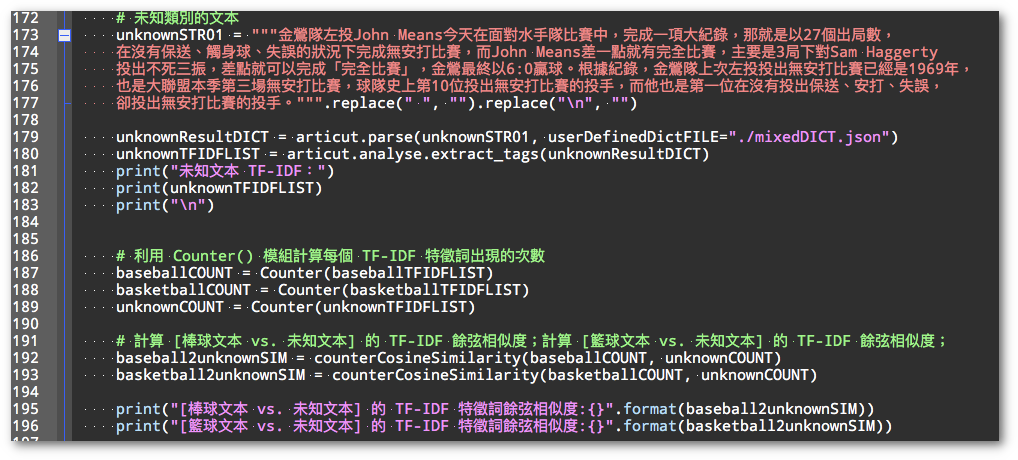 172 # 未知類別的文本
173 unknownSTR01 = """金鶯隊左投John Means今天在面對水手隊比賽中，完成一項大紀錄，那就是以27個出局數，
174 在沒有保送、觸身球、失誤的狀況下完成無安打比賽，而John Means差一點就有完全比賽，主要是3局下對Sam Haggerty
175 投出不死三振，差點就可以完成「完全比賽」，金鶯最終以6:0贏球。根據紀錄，金鶯隊上次左投投出無安打比賽已經是1969年，
176 也是大聯盟本季第三場無安打比賽，球隊史上第10位投出無安打比賽的投手，而他也是第一位在沒有投出保送、安打、失誤，
177 卻投出無安打比賽的投手。""".replace(" ", "").replace("\n", "")
178
179 unknownResultDICT = articut.parse(unknownSTR01, userDefinedDictFILE="./mixedDICT.json")
180 unknownTFIDFLIST = articut.analyse.extract_tags(unknownResultDICT)
181 print("未知文本 TF-IDF：")
182 print(unknownTFIDFLIST)
183 print("\n")
184
185
186 # 利用 Counter() 模組計算每個 TF-IDF 特徵詞出現的次數
187 baseballCOUNT = Counter(baseballTFIDFLIST)
188 basketballCOUNT = Counter(basketballTFIDFLIST)
189 unknownCOUNT = Counter(unknownTFIDFLIST)
190
191 # 計算 [棒球文本 vs. 未知文本] 的 TF-IDF 餘弦相似度；計算 [籃球文本 vs. 未知文本] 的 TF-IDF 餘弦相似度；
192 baseball2unknownSIM = counterCosineSimilarity(baseballCOUNT, unknownCOUNT)
193 basketball2unknownSIM = counterCosineSimilarity(basketballCOUNT, unknownCOUNT)
194
195 print("[棒球文本 vs. 未知文本] 的 TF-IDF 特徵詞餘弦相似度:{}".format(baseball2unknownSIM))
196 print("[籃球文本 vs. 未知文本] 的 TF-IDF 特徵詞餘弦相似度:{}".format(basketball2unknownSIM))